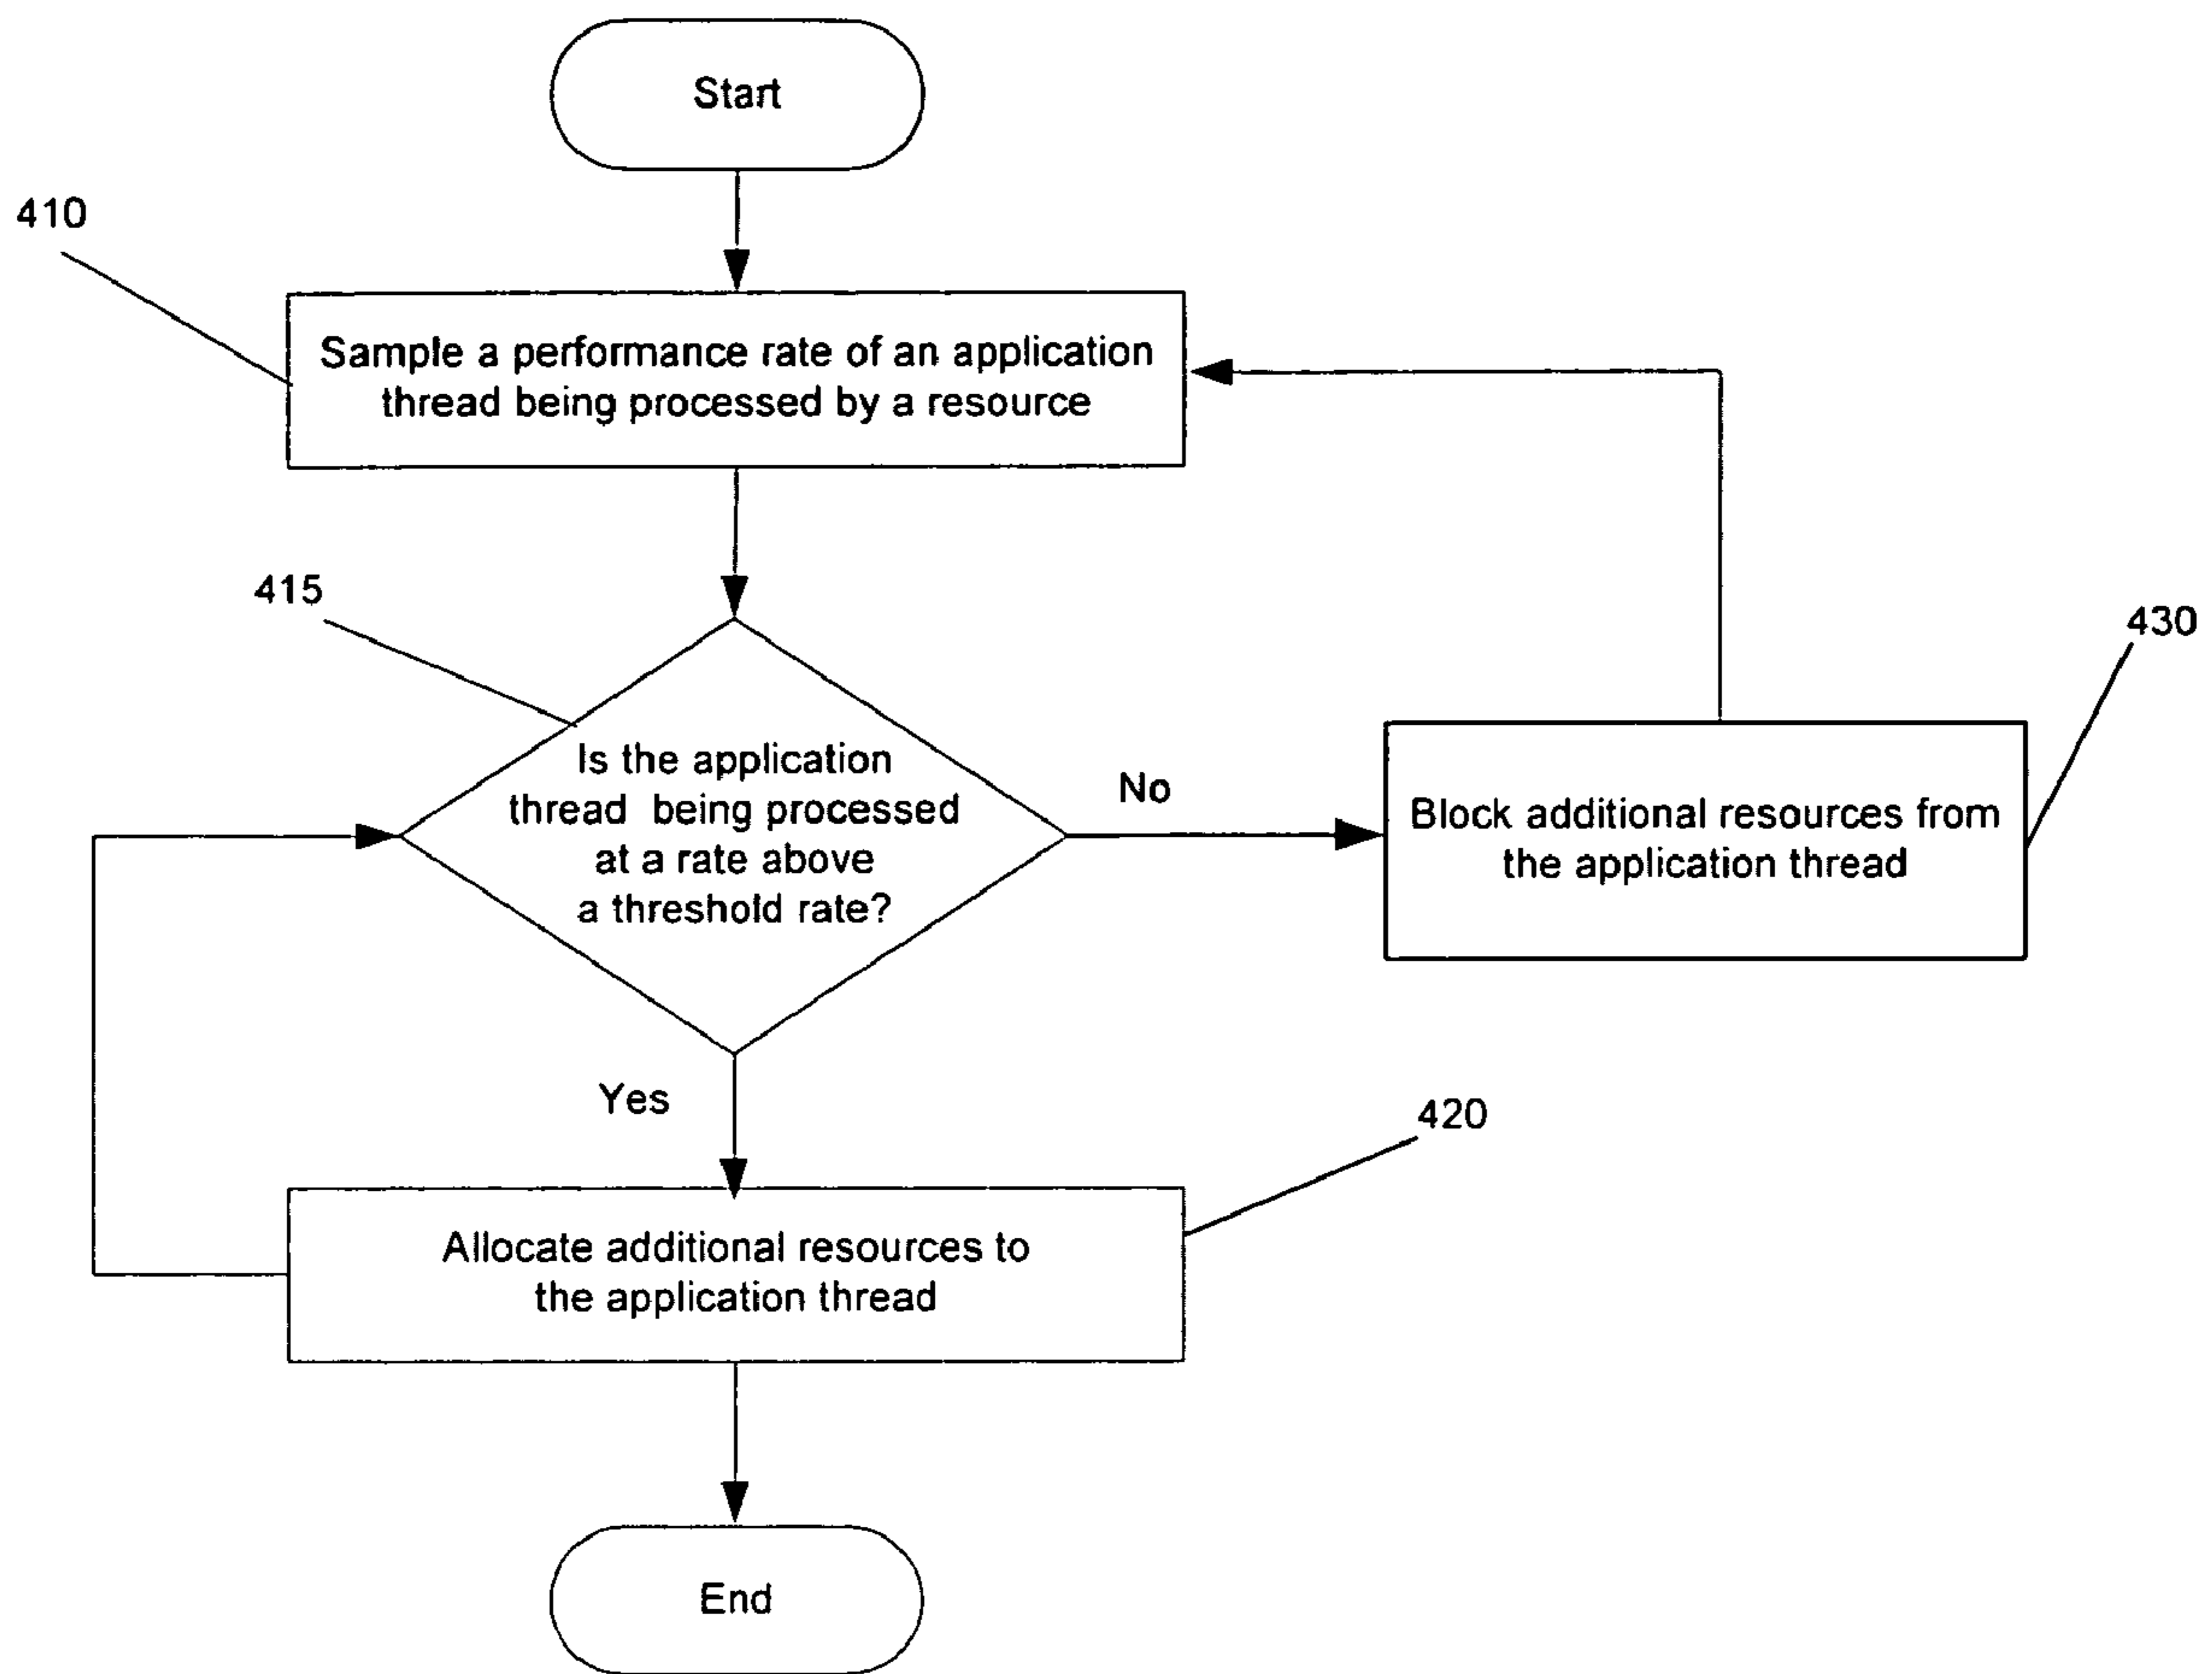 Start
410
Sample a performance rate of an application
thread being processed by a resource
415
430
Is the application
thread being processed
at a rate above
a threshold rate?
No
Block additional resources from
the application thread
Yes
420
Allocate additional resources to
the application thread
End